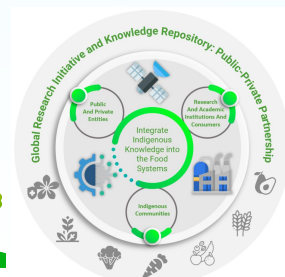 Global Research Initiative and Knowledge Repository: Public-Private Partnership
Public
And Private
Entities
Research
And Academic
Institutions And
Consumers
Integrate
Indigenous
Knowledge into
the Food
Systems
Indigenous
Communities